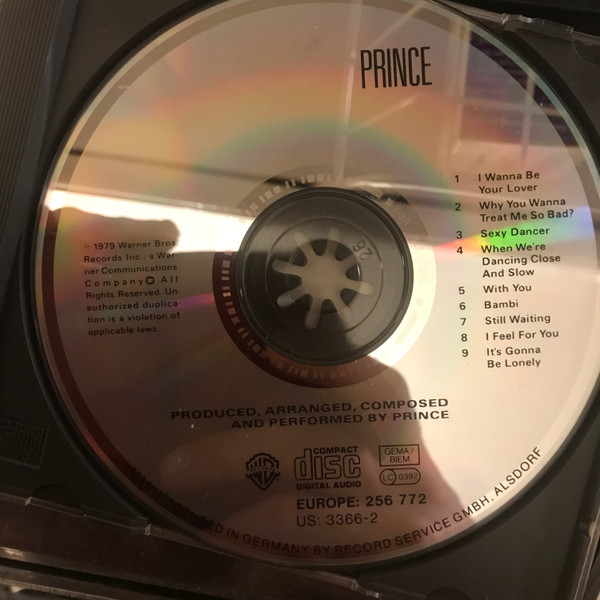 PRINCE
1 I Wanna Be
Your Lover
2 Why You Wanna
Treat Me So Bad?
3 Sexy Dancer
4 When We're
Dancing Close
And Slow
5 With You
6 Bambi
7 Still Waiting
8 I Feel For You
9 It's Gonna
Be Lonely
℗ 1979 Warner Bros.
Records Inc., a War-
ner Communications
Company. All
Rights Reserved. Un-
authorized duplica-
tion is a violation of
applicable laws.
PRODUCED, ARRANGED, COMPOSED
AND PERFORMED BY PRINCE
COMPACT
disc
DIGITAL AUDIO
GEMA/
BIEM
LC 0392
EUROPE: 256 772
US: 3366-2
IN GERMANY BY RECORD SERVICE GMBH, ALSDORF